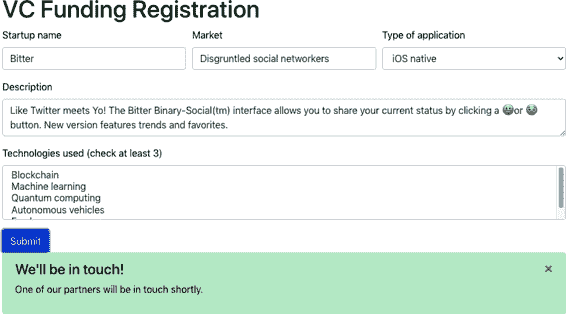 VC Funding Registration
Startup name Market Type of application
Bitter Disgruntled social networkers iOS native
Description
Like Twitter meets Yo! The Bitter Binary-Social(tm) interface allows you to share your current status by clicking a 😀or 😡
button. New version features trends and favorites.
Technologies used (check at least 3)
Blockchain
Machine learning
Quantum computing
Autonomous vehicles
Submit
We'll be in touch! ×
One of our partners will be in touch shortly.